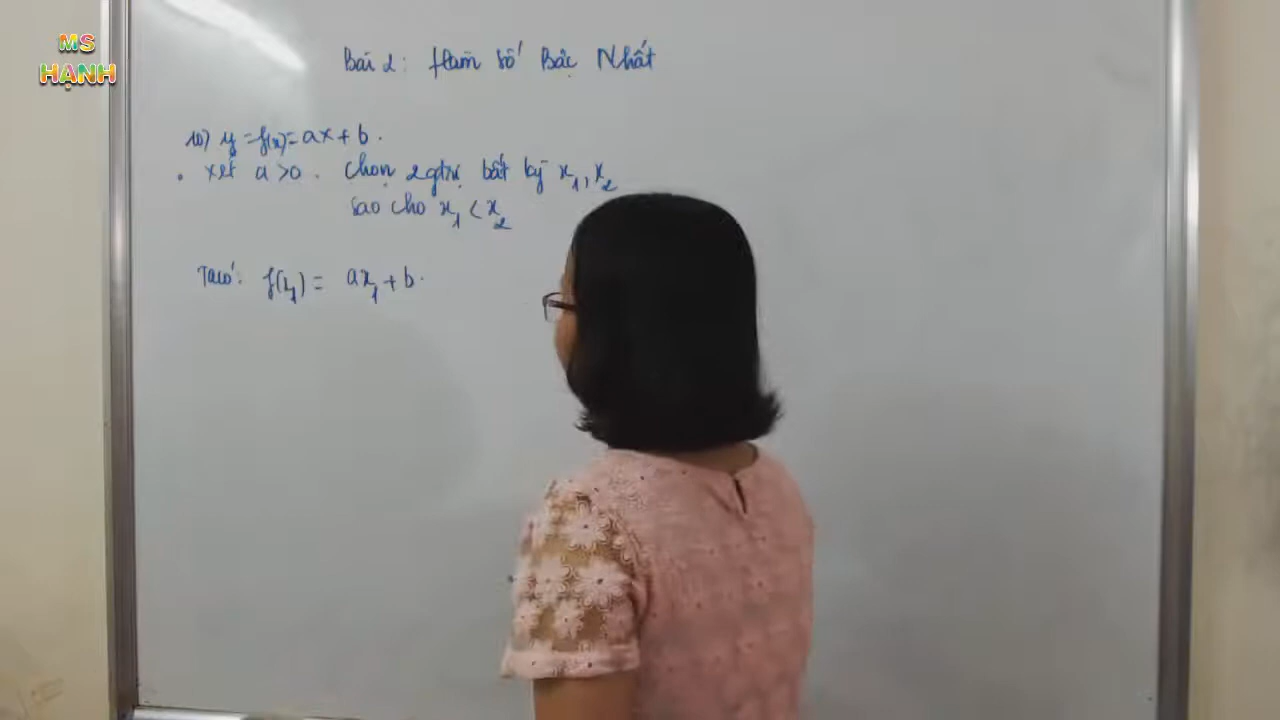 MS
HẠNH
Bài 2: Hàm số Bậc Nhất
10) y = f(x) = ax + b.
. xét a > 0. Chọn 2 gtrị bất kỳ x₁, x₂
sao cho x₁ < x₂
Ta có: f(x₁) = ax₁ + b.